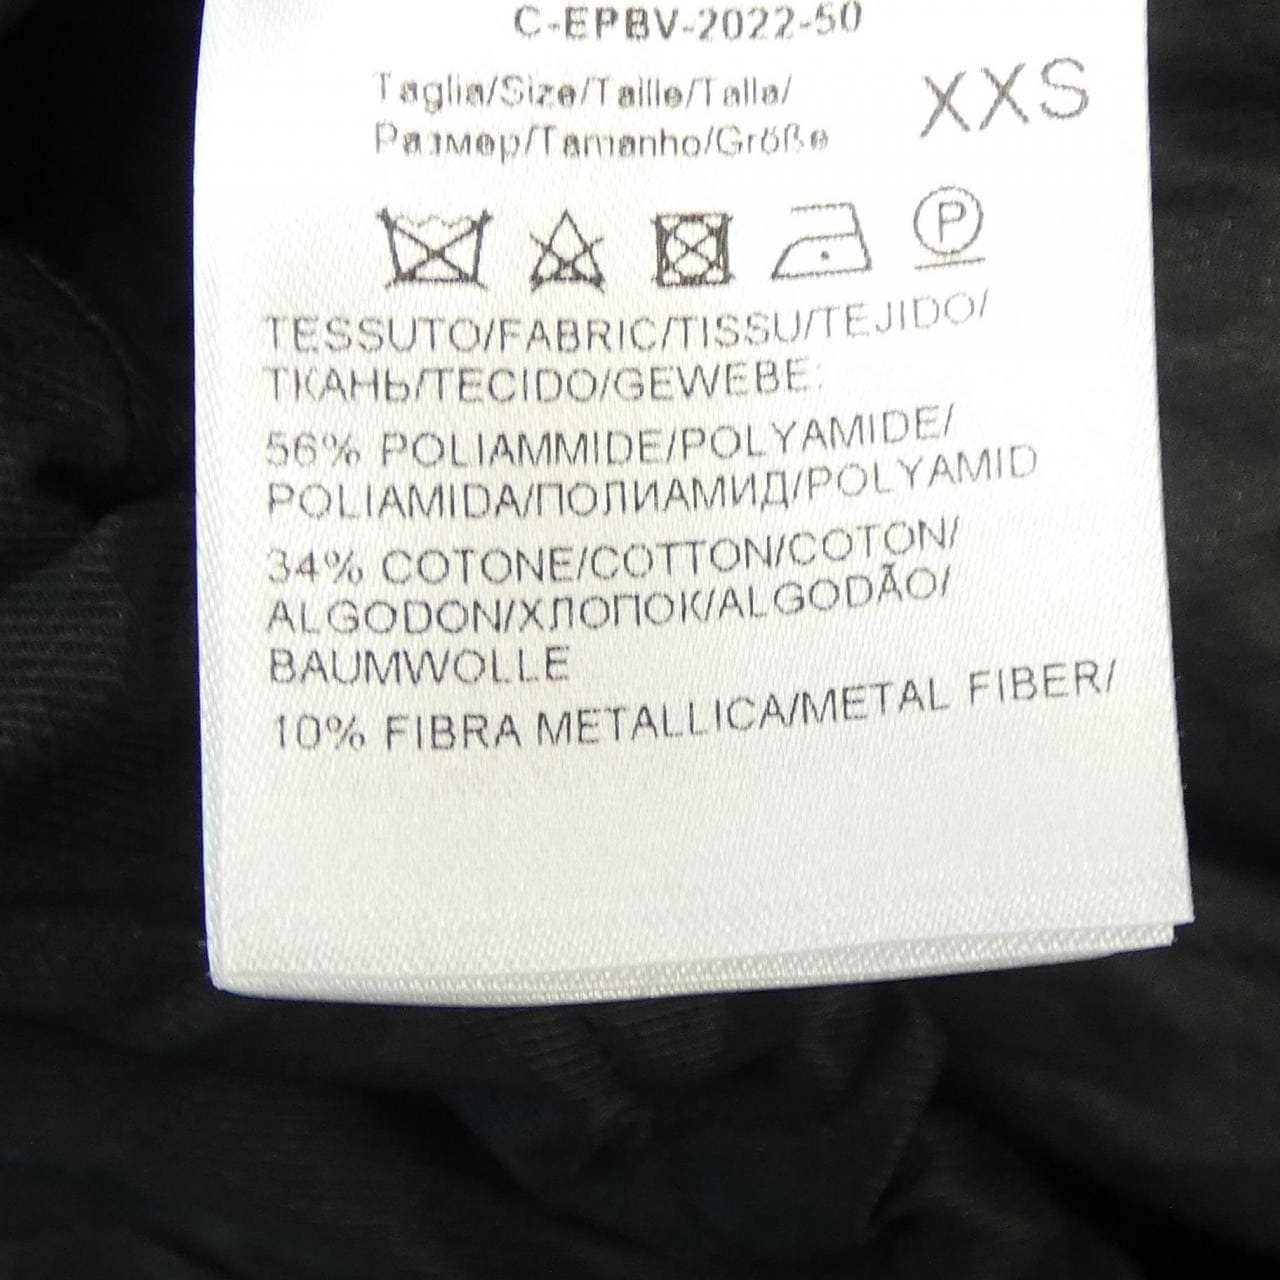 C-EPBV-2022-50
Taglia/Size/Taille/Talla/
Размер/Tamanho/Größe
XXS
P
TESSUTO/FABRIC/TISSU/TEJIDO/
ТКАНЬ/TECIDO/GEWEBE:
56% POLIAMMIDE/POLYAMIDE/
POLIAMIDA/ПОЛИАМИД/POLYAMID
34% COTONE/COTTON/COTON/
ALGODON/ХЛОПОК/ALGODÃO/
BAUMWOLLE
10% FIBRA METALLICA/METAL FIBER/